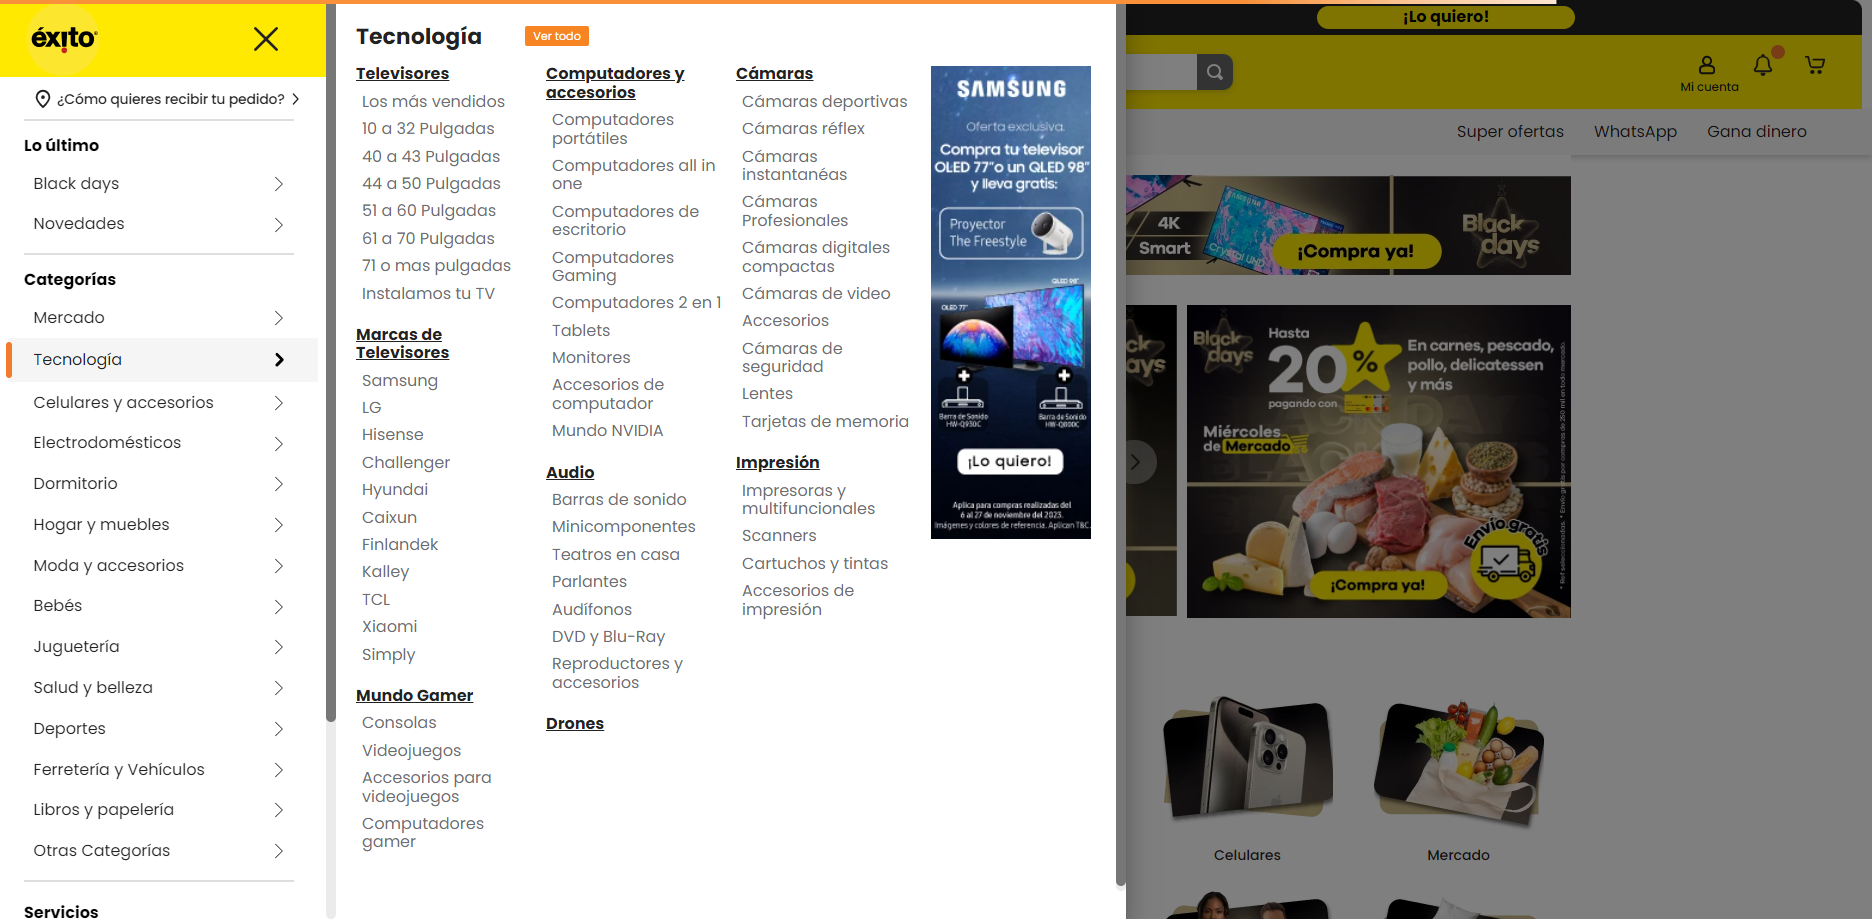 éxito
¿Cómo quieres recibir tu pedido?
Lo último
Black days
Novedades
Categorías
Mercado
Tecnología
Celulares y accesorios
Electrodomésticos
Dormitorio
Hogar y muebles
Moda y accesorios
Bebés
Juguetería
Salud y belleza
Deportes
Ferretería y Vehículos
Libros y papelería
Otras Categorías
Servicios
Tecnología
Ver todo
Televisores
Los más vendidos
10 a 32 Pulgadas
40 a 43 Pulgadas
44 a 50 Pulgadas
51 a 60 Pulgadas
61 a 70 Pulgadas
71 o mas pulgadas
Instalamos tu TV
Marcas de
Televisores
Samsung
LG
Hisense
Challenger
Hyundai
Caixun
Finlandek
Kalley
TCL
Xiaomi
Simply
Mundo Gamer
Consolas
Videojuegos
Accesorios para
videojuegos
Computadores
gamer
Computadores y
accesorios
Computadores
portátiles
Computadores all in
one
Computadores de
escritorio
Computadores
Gaming
Computadores 2 en 1
Tablets
Monitores
Accesorios de
computador
Mundo NVIDIA
Audio
Barras de sonido
Minicomponentes
Teatros en casa
Parlantes
Audífonos
DVD y Blu-Ray
Reproductores y
accesorios
Drones
Cámaras
Cámaras deportivas
Cámaras réflex
Cámaras
instantanéas
Cámaras
Profesionales
Cámaras digitales
compactas
Cámaras de video
Accesorios
Cámaras de
seguridad
Lentes
Tarjetas de memoria
Impresión
Impresoras y
multifuncionales
Scanners
Cartuchos y tintas
Accesorios de
impresión
SAMSUNG
Oferta exclusiva.
Compra tu televisor
OLED 77" o un QLED 98"
y lleva gratis:
Proyector
The Freestyle
QLED 98"
OLED 77"
Barra de Sonido
HW-Q930C
Barra de Sonido
HW-Q800C
¡Lo quiero!
Aplica para compras realizadas del
6 al 27 de noviembre del 2023.
Imágenes y colores de referencia. Aplican T&C.
¡Lo quiero!
Mi cuenta
Super ofertas
WhatsApp
Gana dinero
4K
Smart
SAMSUNG
Crystal UHD
¡Compra ya!
Black
days
ck
ays
Black
days
Hasta
20%
pagando con
En carnes, pescado,
pollo, delicatessen
y más
Miércoles
de Mercado
Envío gratis
¡Compra ya!
Celulares
Mercado